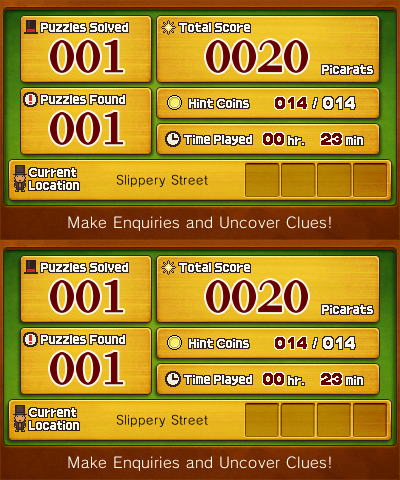 Puzzles Solved
001
Total Score
0020 Picarats
Puzzles Found
001
Hint Coins 014 / 014
Time Played 00 hr. 23 min
Current Location
Slippery Street
Make Enquiries and Uncover Clues!
Puzzles Solved
001
Total Score
0020 Picarats
Puzzles Found
001
Hint Coins 014 / 014
Time Played 00 hr. 23 min
Current Location
Slippery Street
Make Enquiries and Uncover Clues!